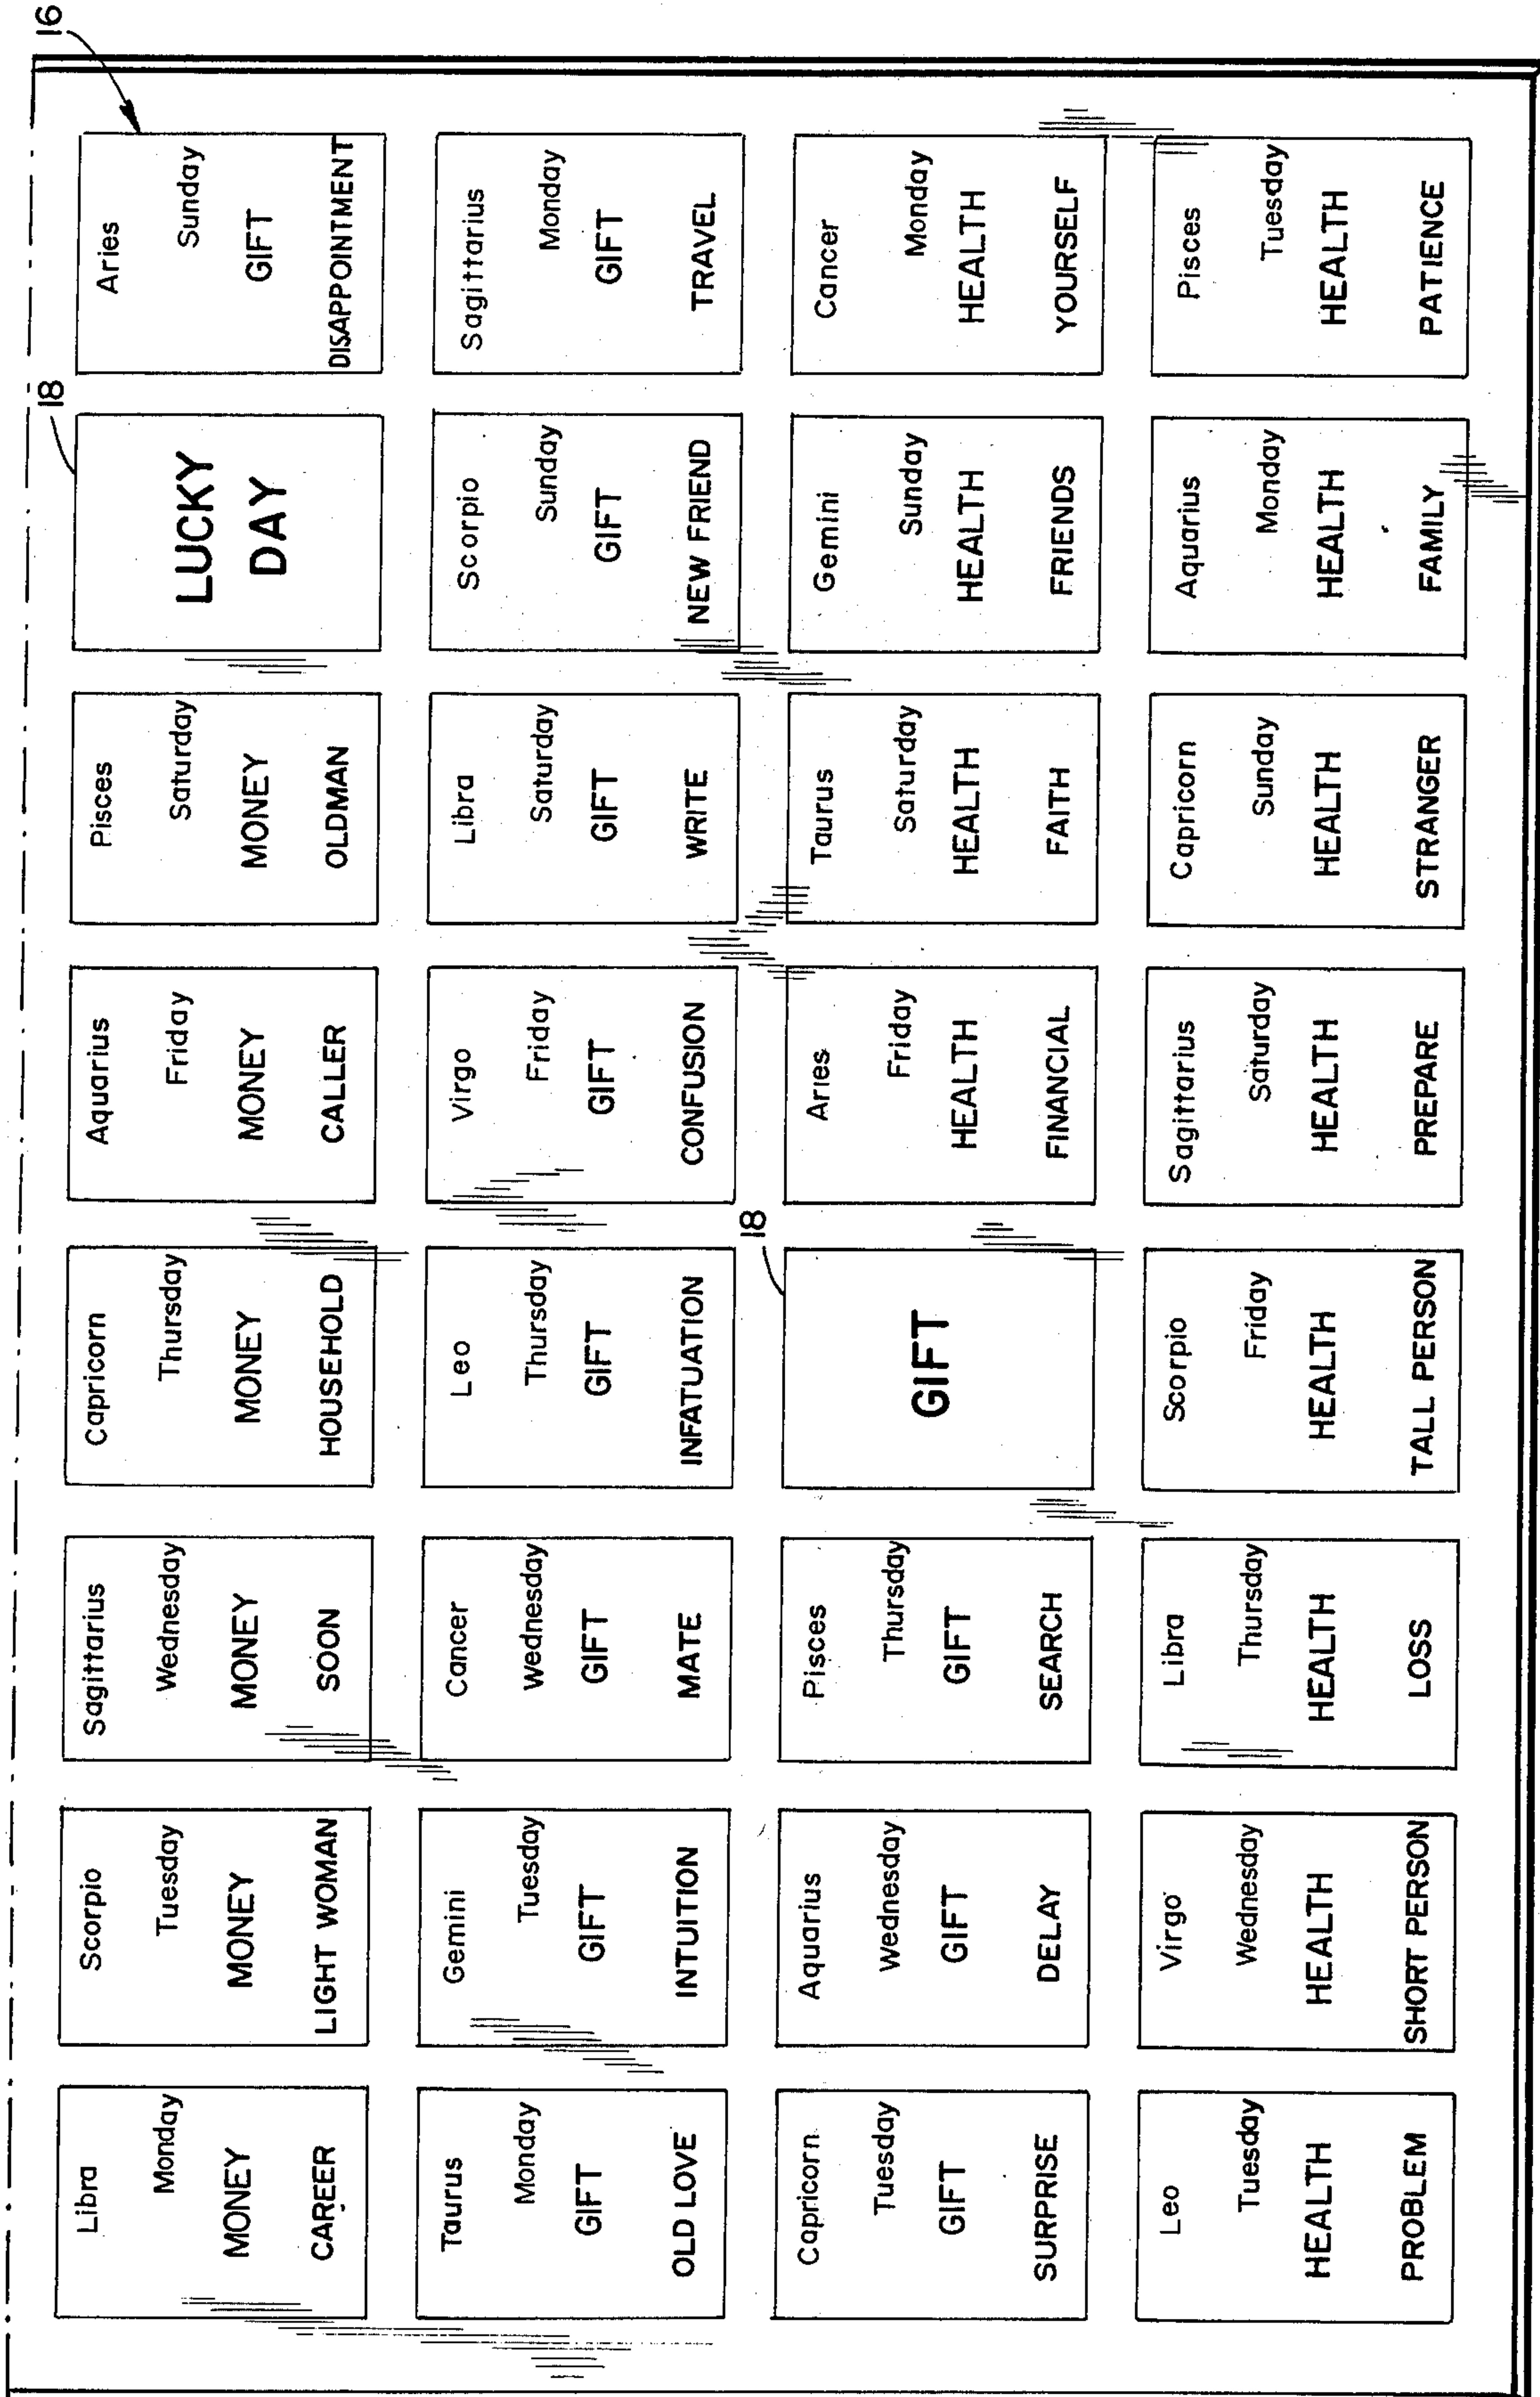 16
Libra
Monday
MONEY
CAREER
Scorpio
Tuesday
MONEY
LIGHT WOMAN
Sagittarius
Wednesday
MONEY
SOON
Capricorn
Thursday
MONEY
HOUSEHOLD
Aquarius
Friday
MONEY
CALLER
Pisces
Saturday
MONEY
OLDMAN
18
LUCKY
DAY
Aries
Sunday
GIFT
DISAPPOINTMENT
Taurus
Monday
GIFT
OLD LOVE
Gemini
Tuesday
GIFT
INTUITION
Cancer
Wednesday
GIFT
MATE
Leo
Thursday
GIFT
INFATUATION
Virgo
Friday
GIFT
CONFUSION
Libra
Saturday
GIFT
WRITE
Scorpio
Sunday
GIFT
NEW FRIEND
Sagittarius
Monday
GIFT
TRAVEL
Capricorn
Tuesday
GIFT
SURPRISE
Aquarius
Wednesday
GIFT
DELAY
Pisces
Thursday
GIFT
SEARCH
18
GIFT
Aries
Friday
HEALTH
FINANCIAL
Taurus
Saturday
HEALTH
FAITH
Gemini
Sunday
HEALTH
FRIENDS
Cancer
Monday
HEALTH
YOURSELF
Leo
Tuesday
HEALTH
PROBLEM
Virgo
Wednesday
HEALTH
SHORT PERSON
Libra
Thursday
HEALTH
LOSS
Scorpio
Friday
HEALTH
TALL PERSON
Sagittarius
Saturday
HEALTH
PREPARE
Capricorn
Sunday
HEALTH
STRANGER
Aquarius
Monday
HEALTH
FAMILY
Pisces
Tuesday
HEALTH
PATIENCE